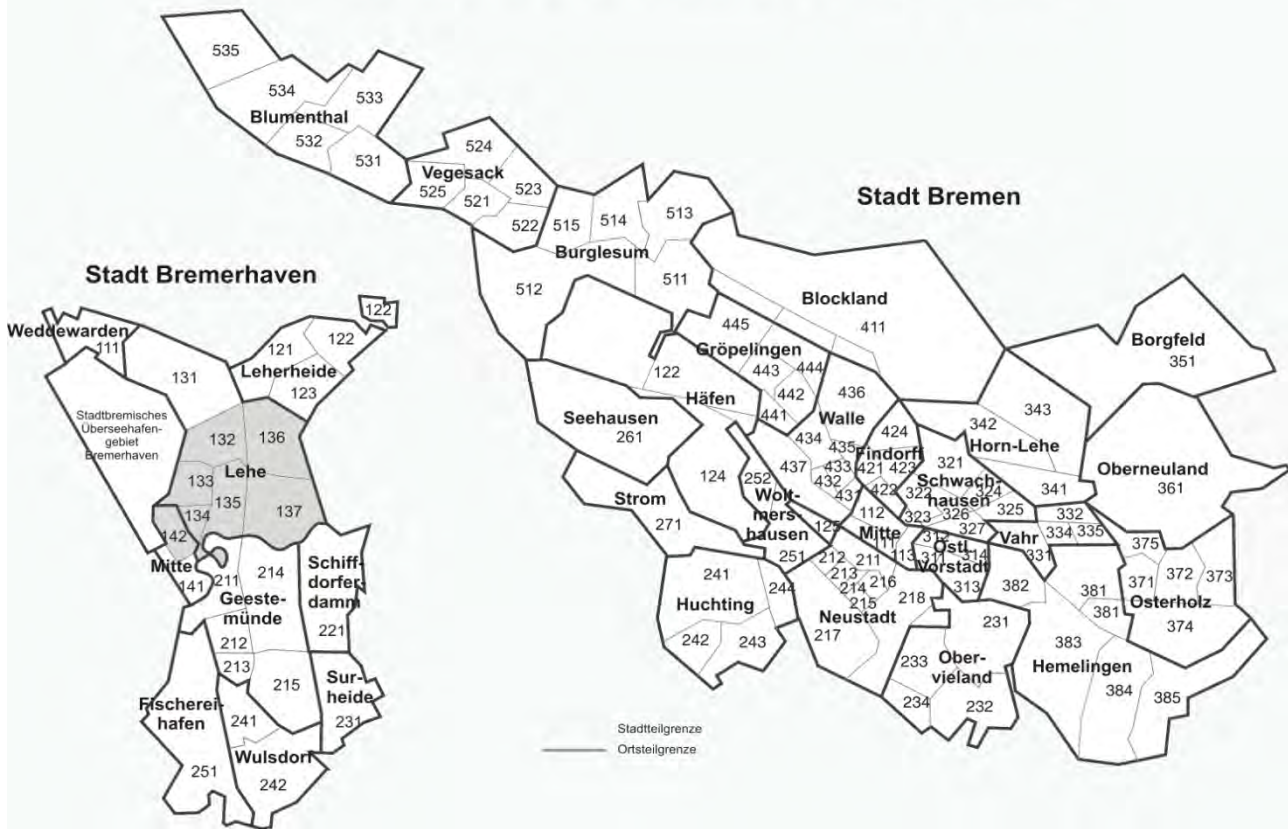 535
534
533
Blumenthal
532
531
524
Vegesack
525
521
523
522
515
514
513
Burglesum
512
511
Stadt Bremen
Blockland
411
Borgfeld
351
445
Gröpelingen
443
444
442
441
122
Häfen
436
Walle
434
435
437
433
432
431
Seehausen
261
424
Findorff
421
423
422
343
342
Horn-Lehe
341
Oberneuland
361
321
Schwach-
hausen
322
324
323
326
325
327
124
252
Strom
271
Wolt-
mers-
hausen
125
251
112
Mitte
111
113
312
Östl.
Vorstadt
311
314
313
Vahr
332
334
335
331
375
371
372
373
Osterholz
374
241
244
Huchting
242
243
212
211
213
214
216
215
218
Neustadt
217
231
233
Ober-
vieland
234
232
382
381
381
383
Hemelingen
384
385
Stadt Bremerhaven
122
Weddewarden
111
121
122
Leherheide
131
123
Stadtbremisches
Überseehafen-
gebiet
Bremerhaven
132
136
Lehe
133
135
134
137
142
Mitte
141
211
214
Geeste-
münde
212
213
215
Schiff-
dorfer-
damm
221
Sur-
heide
231
Fischerei-
hafen
251
241
Wulsdorf
242
Stadtteilgrenze
Ortsteilgrenze